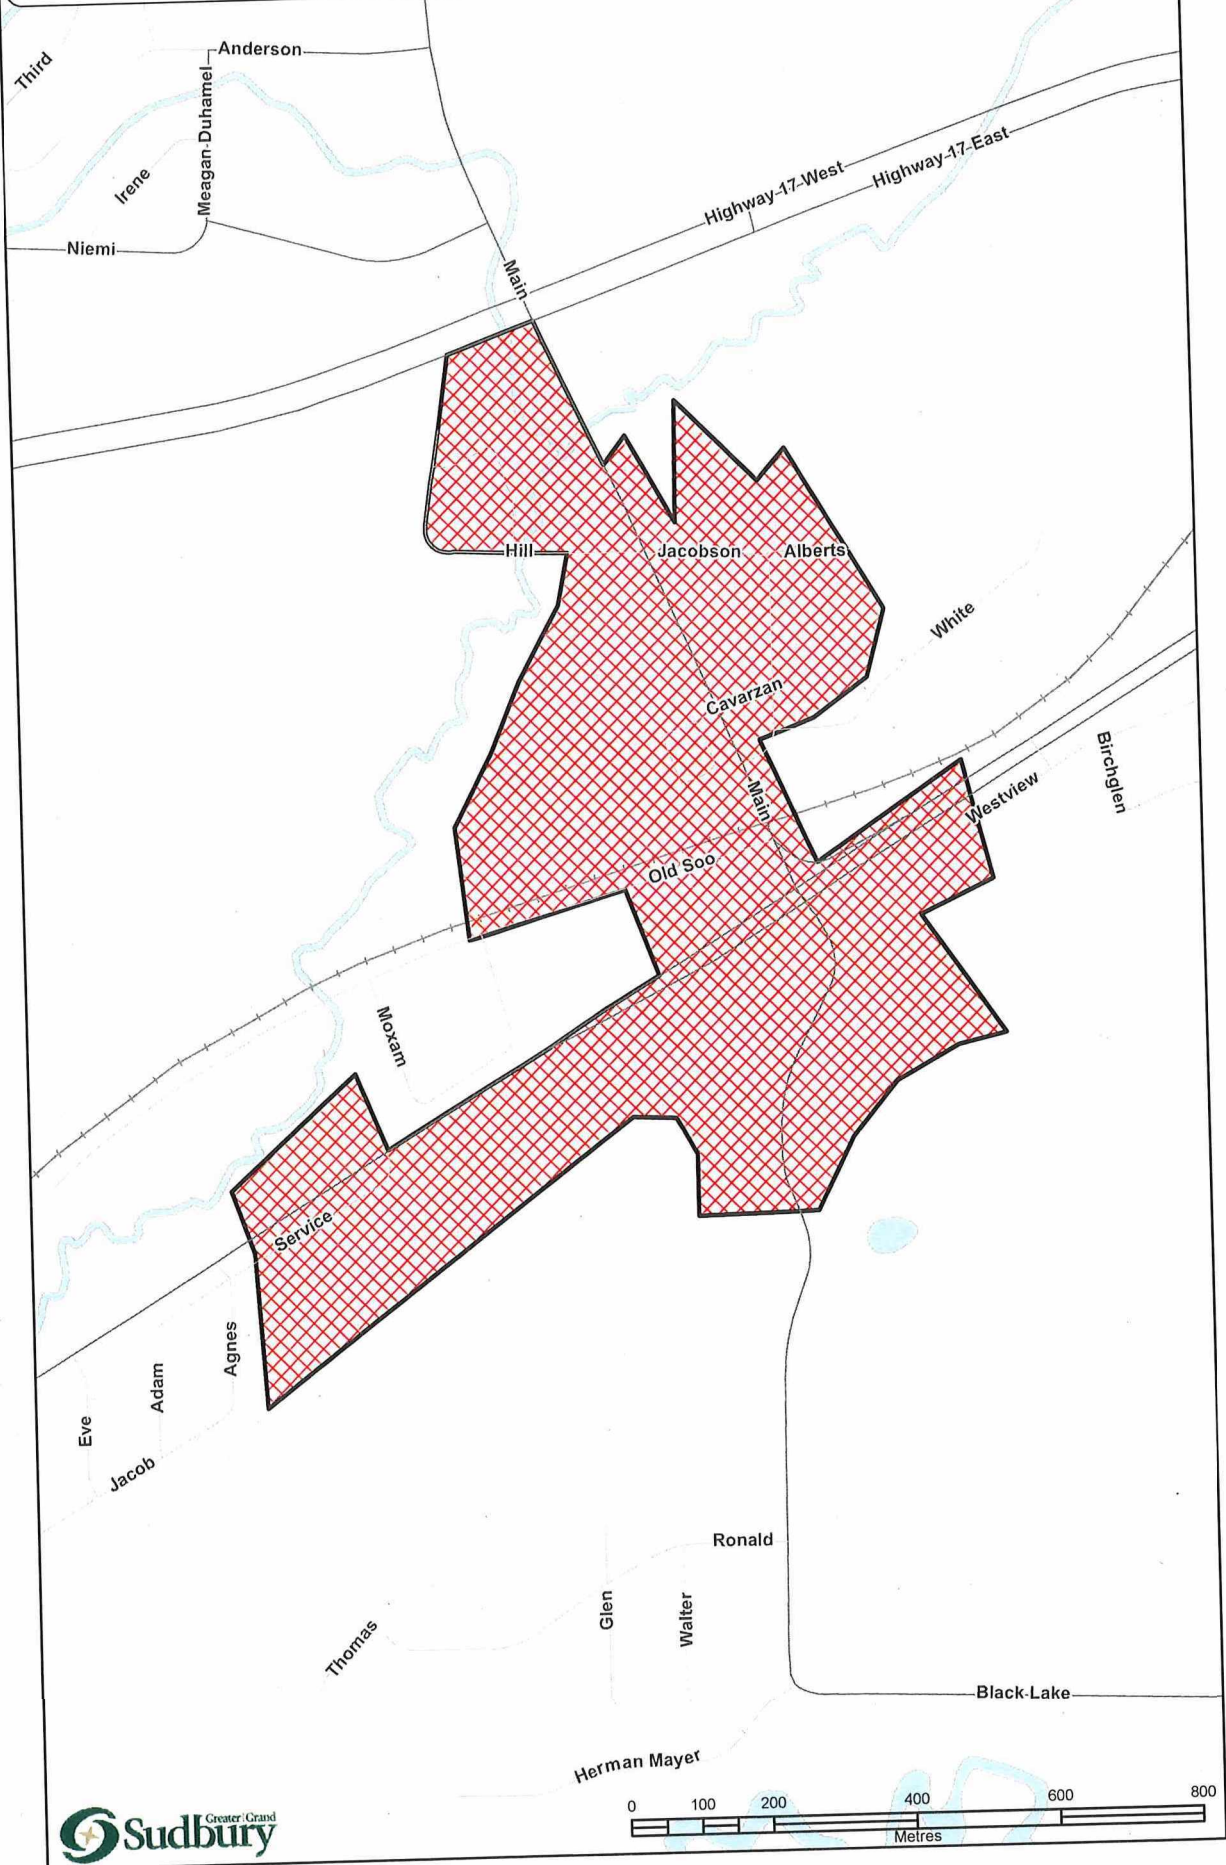 Anderson
Third
Meagan-Duhamel
Irene
Niemi
Highway-17-West
Highway-17-East
Main
Hill
Jacobson
Alberts
White
Cavarzan
Main
Birchglen
Westview
Old Soo
Moxam
Service
Agnes
Adam
Eve
Jacob
Ronald
Glen
Walter
Thomas
Black-Lake
Herman Mayer
0 100 200 400 600 800
Metres
Greater|Grand
Sudbury